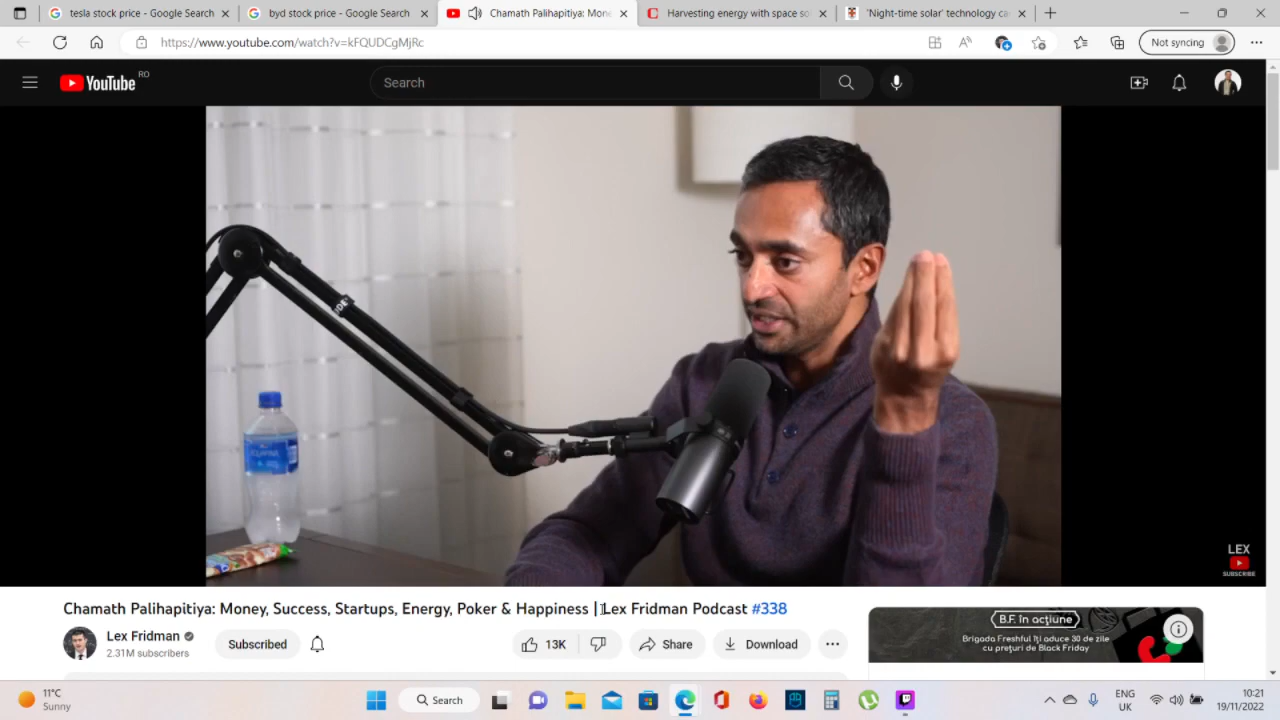 tesla stock price - Google Search
byd stock price - Google Search
Chamath Palihapitiya: Mone
Harvesting energy with space so
'Night-time solar' technology ca
https://www.youtube.com/watch?v=kFQUDCgMjRc
Not syncing
YouTube RO
Search
LEX
SUBSCRIBE
Chamath Palihapitiya: Money, Success, Startups, Energy, Poker & Happiness | Lex Fridman Podcast #338
Lex Fridman
2.31M subscribers
Subscribed
13K
Share
Download
B.F. în acțiune
Brigada Freshful îți aduce 30 de zile
cu prețuri de Black Friday
11°C
Sunny
Search
ENG
UK
10:21
19/11/2022